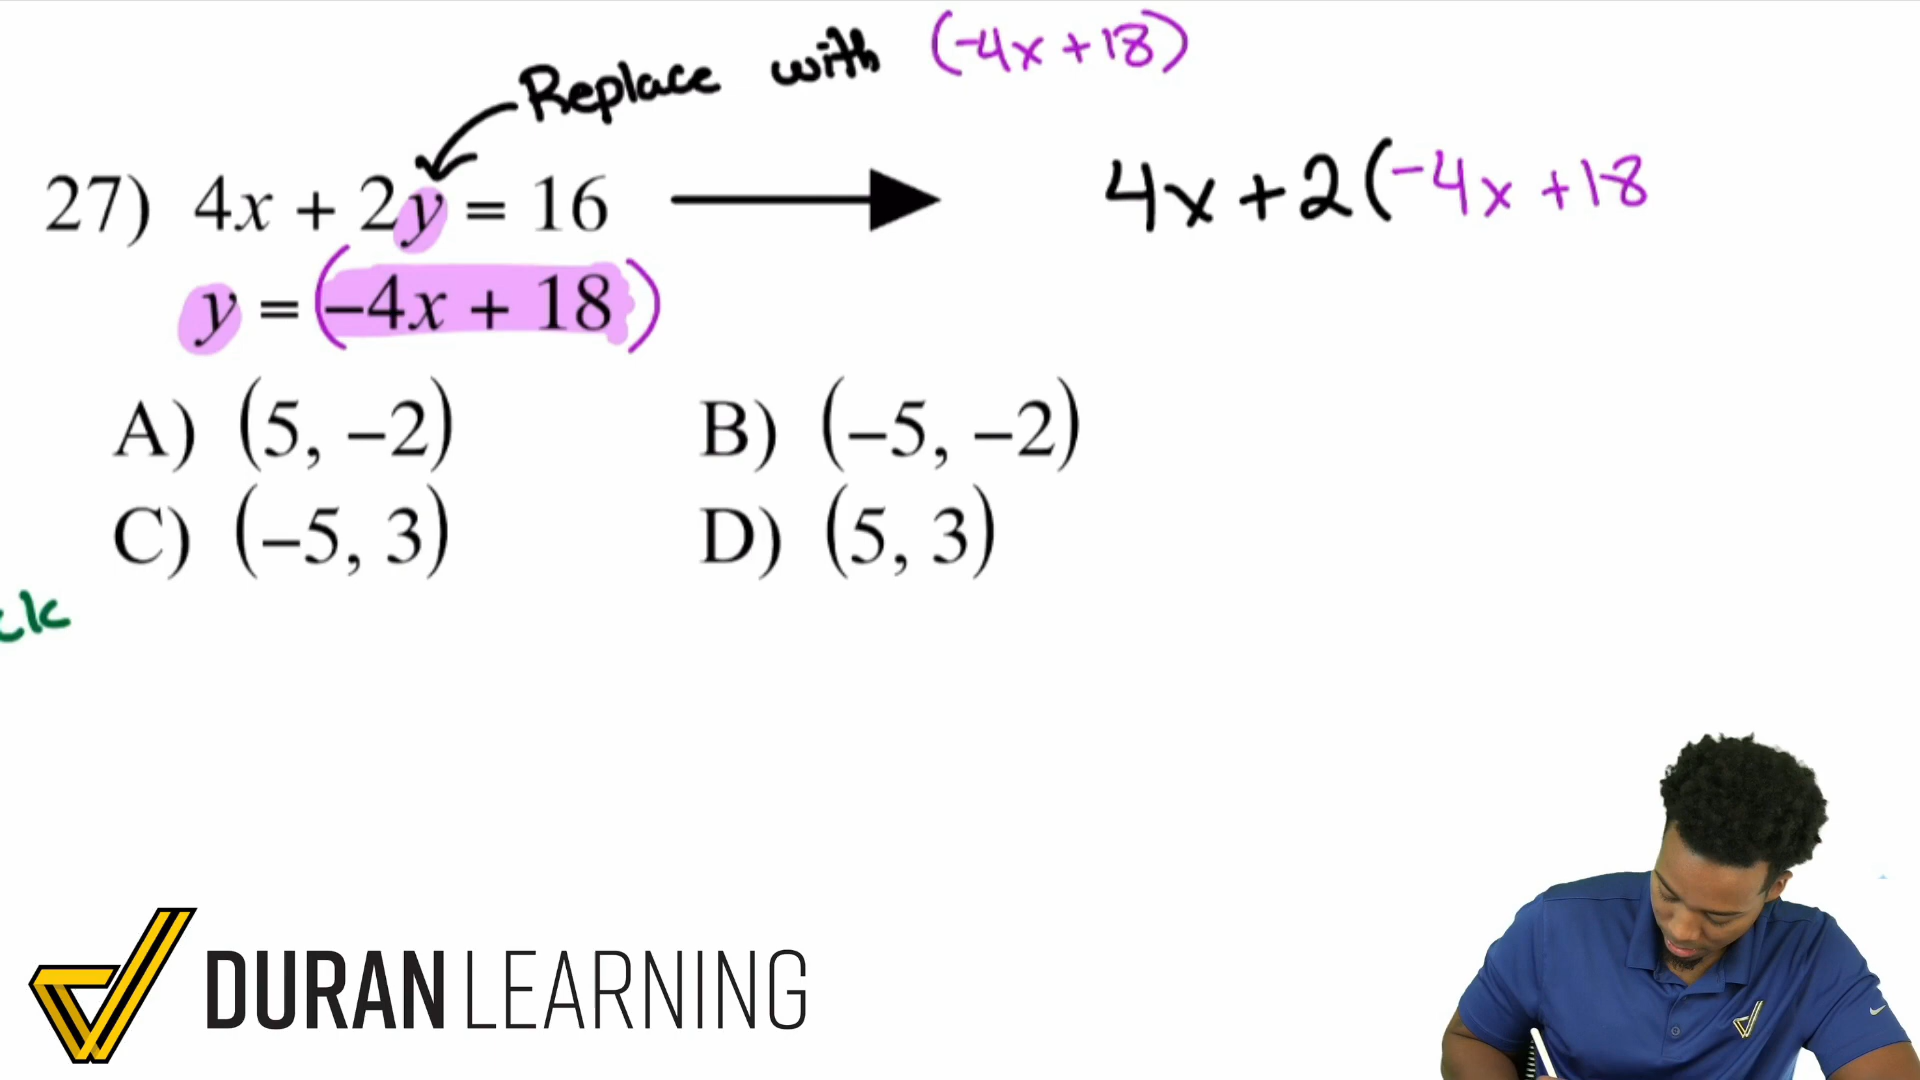 Replace with (-4x+18)
27) 4x + 2y = 16
4x+2(-4x+18
y = (-4x + 18)
A) (5, –2) B) (–5, –2)
C) (–5, 3) D) (5, 3)
ck
DURAN LEARNING